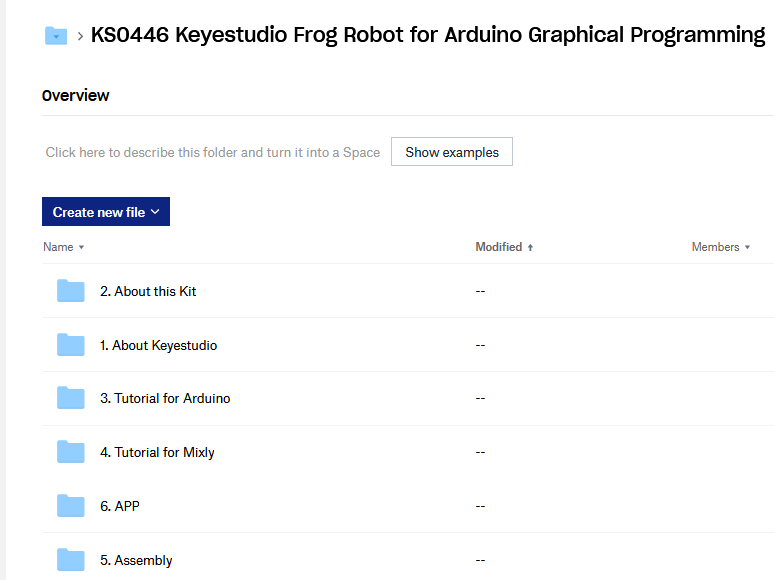 KS0446 Keyestudio Frog Robot for Arduino Graphical Programming
Overview
Click here to describe this folder and turn it into a Space Show examples
Create new file
Name Modified Members
2. About this Kit --
1. About Keyestudio --
3. Tutorial for Arduino --
4. Tutorial for Mixly --
6. APP --
5. Assembly --